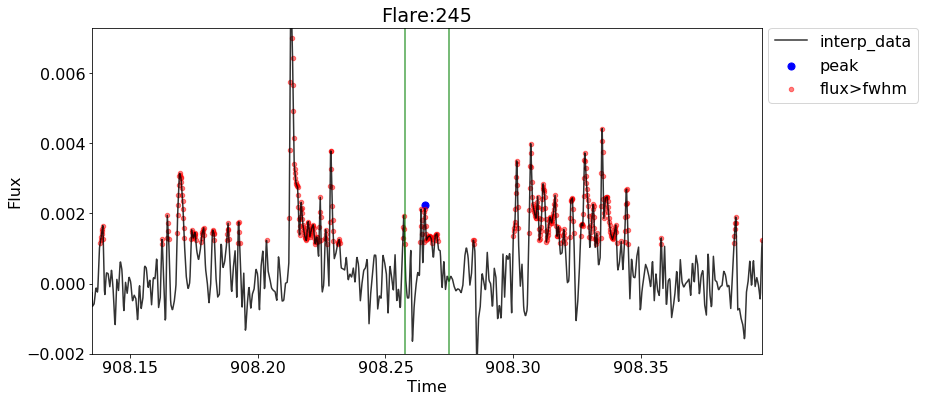 Flare:245
interp_data
peak
flux>fwhm
0.006
0.004
0.002
0.000
−0.002
Flux
908.15 908.20 908.25 908.30 908.35
Time